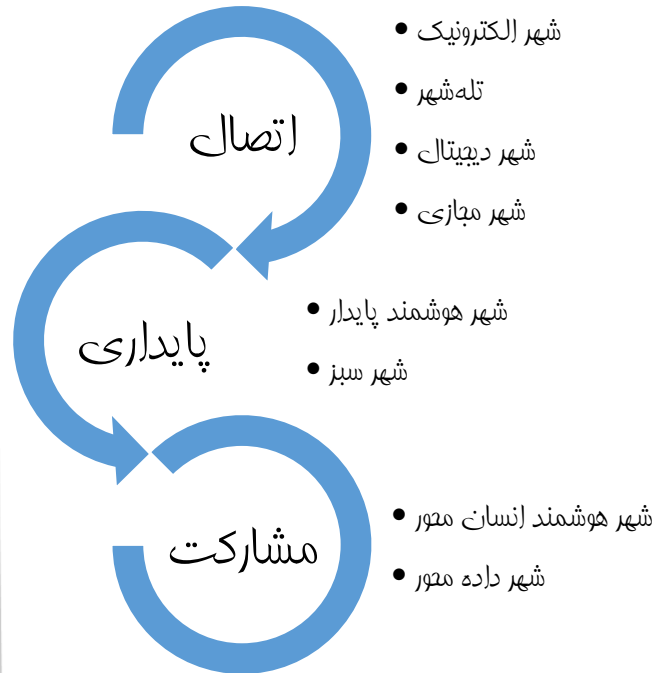 اتصال
• شهر الکترونیک
• تله‌شهر
• شهر دیجیتال
• شهر مجازی
پایداری
• شهر هوشمند پایدار
• شهر سبز
مشارکت
• شهر هوشمند انسان محور
• شهر داده محور